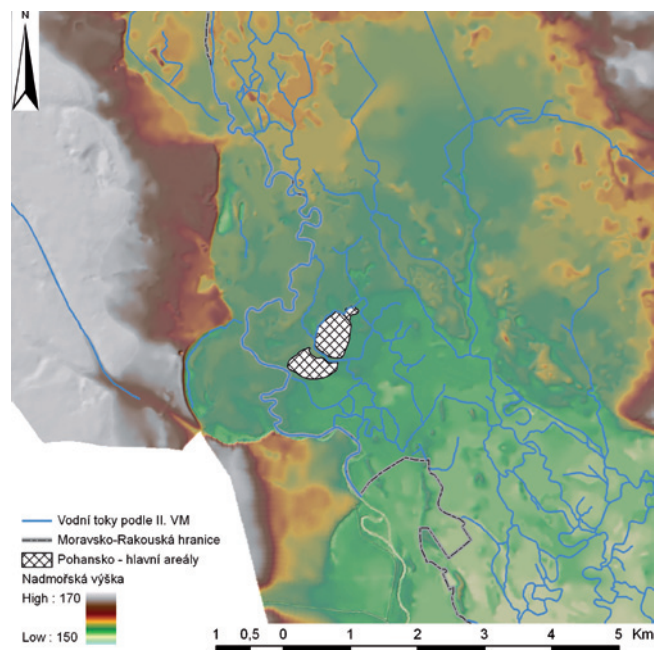 N
Vodní toky podle II. VM
Moravsko-Rakouská hranice
Pohansko - hlavní areály
Nadmořská výška
High : 170
Low : 150
1 0,5 0 1 2 3 4 5 Km